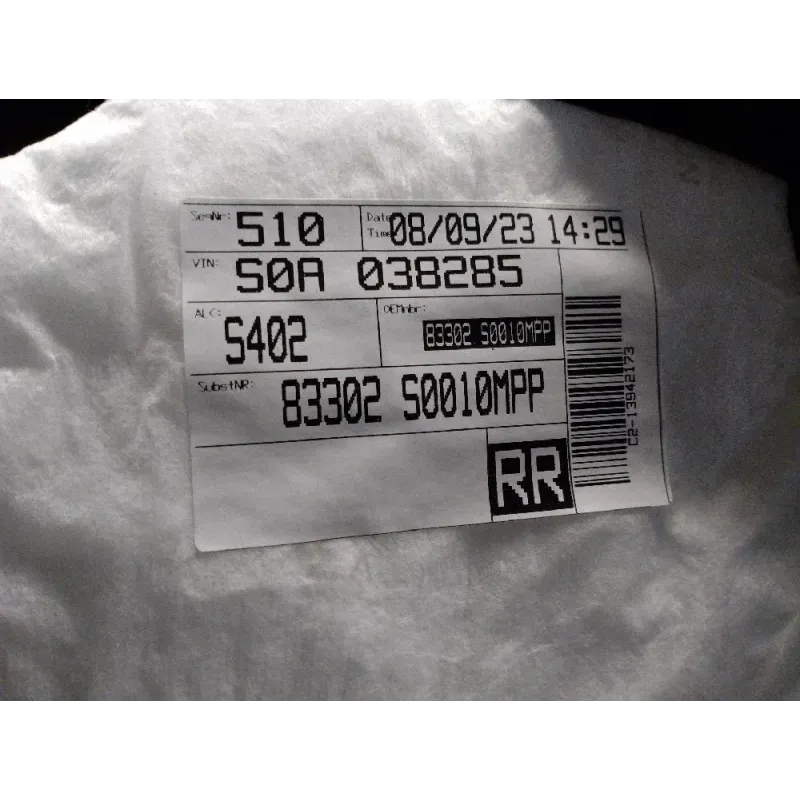 SeqNr: 510 Date Time 08/09/23 14:29
VIN: S0A 038285
ALC: S402 OEMnbr: 83302 S0010MPP
SubstNR: 83302 S0010MPP
RR
C2-13942173